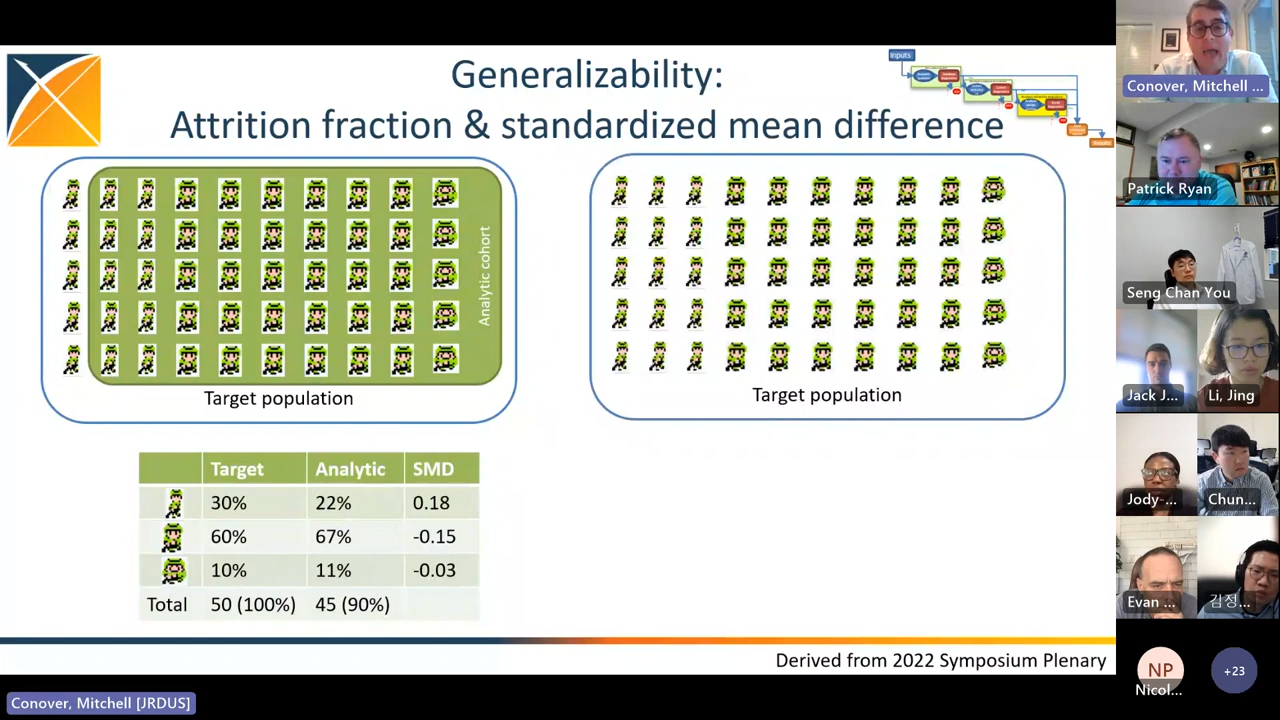 Generalizability:
Attrition fraction & standardized mean difference
Inputs
Analytic cohort
Target population
Target population
Target Analytic SMD
30% 22% 0.18
60% 67% -0.15
10% 11% -0.03
Total 50 (100%) 45 (90%)
Derived from 2022 Symposium Plenary
Conover, Mitchell [JRDUS]
Conover, Mitchell ...
Patrick Ryan
Seng Chan You
Jack J...
Li, Jing
Jody-...
Chun...
Evan ...
김정...
NP
Nicol...
+23